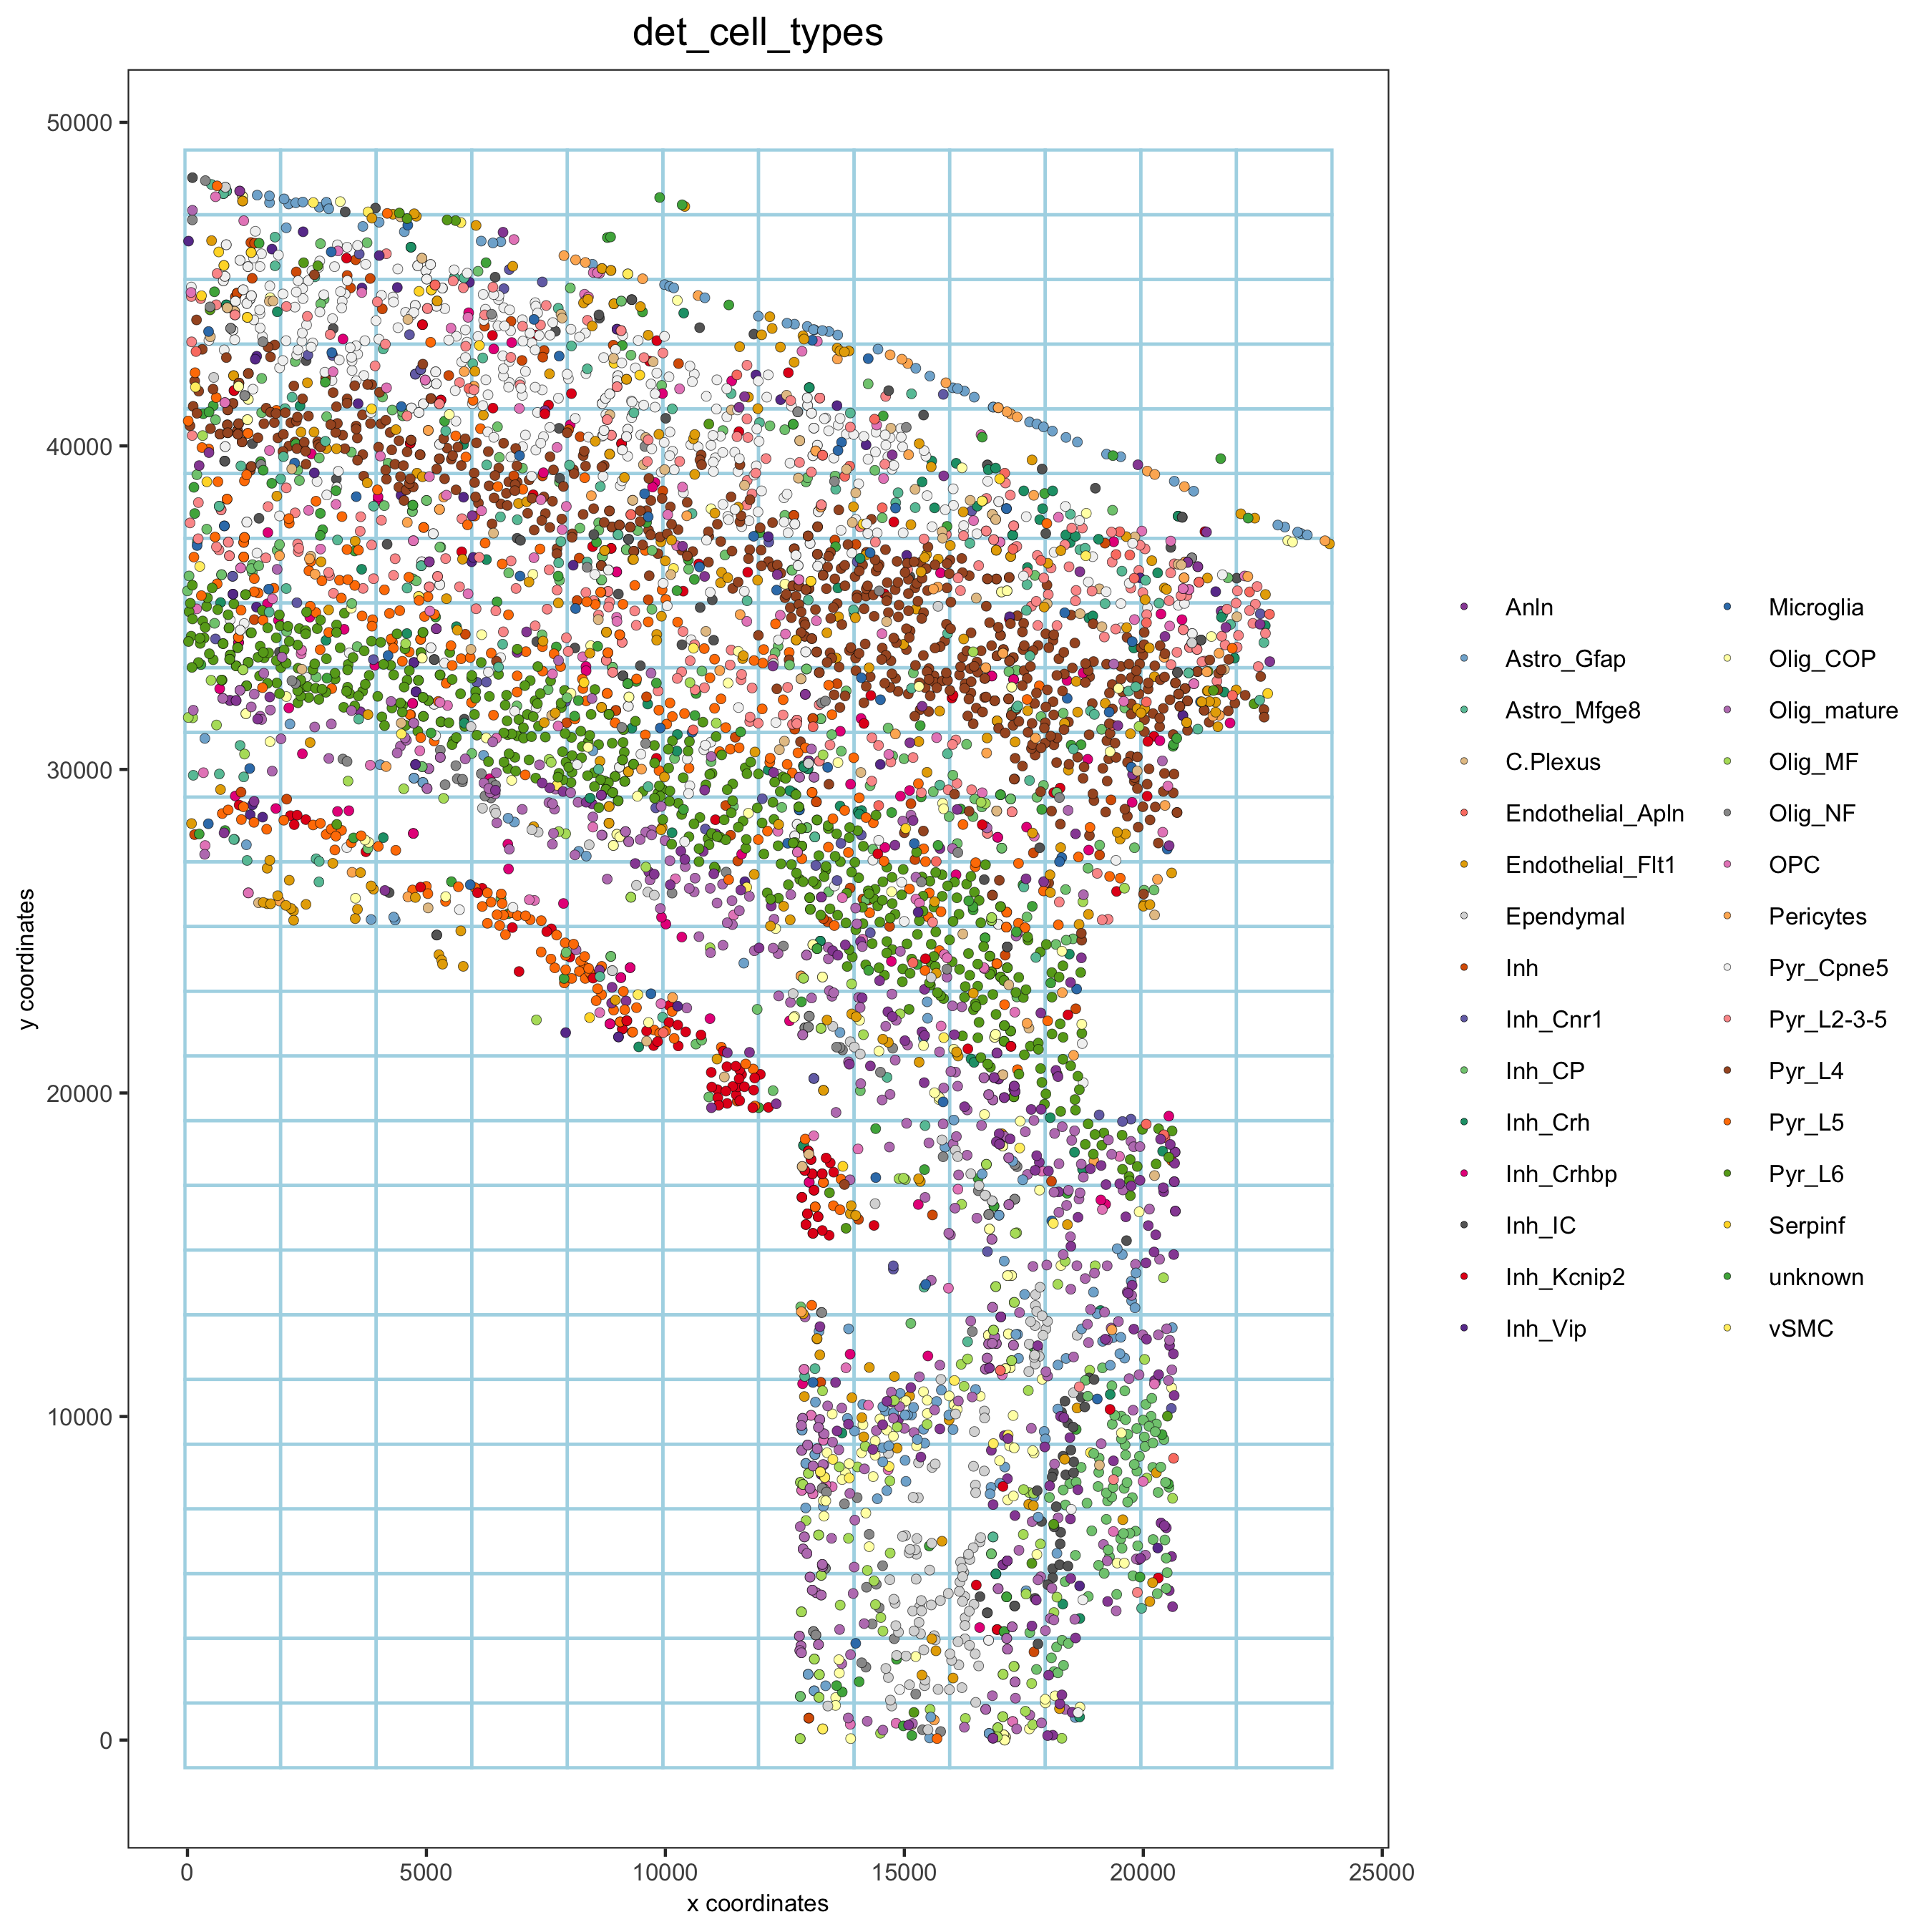 det_cell_types
50000
40000
30000
20000
10000
0
y coordinates
0 5000 10000 15000 20000 25000
x coordinates
Anln
Astro_Gfap
Astro_Mfge8
C.Plexus
Endothelial_Apln
Endothelial_Flt1
Ependymal
Inh
Inh_Cnr1
Inh_CP
Inh_Crh
Inh_Crhbp
Inh_IC
Inh_Kcnip2
Inh_Vip
Microglia
Olig_COP
Olig_mature
Olig_MF
Olig_NF
OPC
Pericytes
Pyr_Cpne5
Pyr_L2-3-5
Pyr_L4
Pyr_L5
Pyr_L6
Serpinf
unknown
vSMC